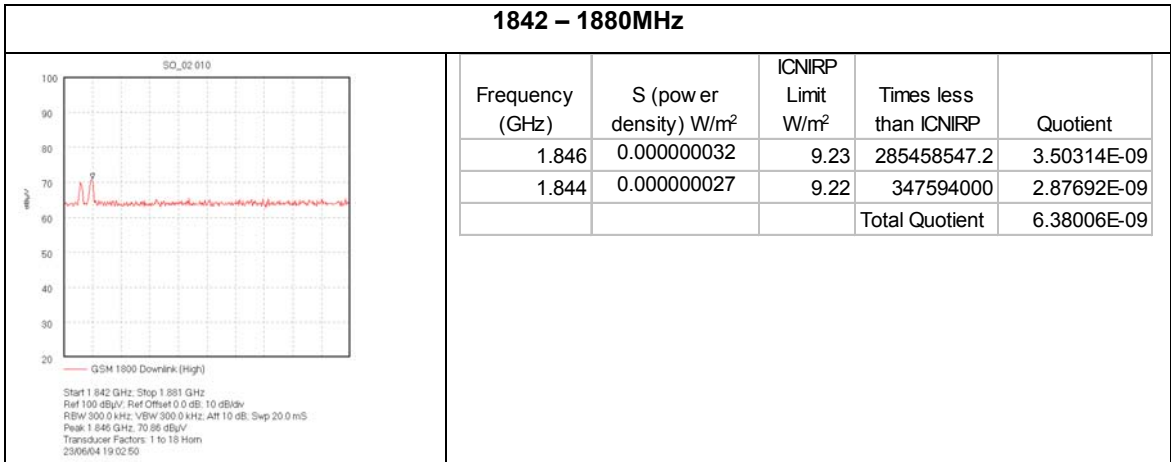 1842 – 1880MHz
SO_02 010
100
90
80
70
60
50
40
30
20
dBµV
GSM 1800 Downlink (High)
Start 1.842 GHz; Stop 1.881 GHz
Ref 100 dBµV; Ref Offset 0.0 dB; 10 dB/div
RBW 300.0 kHz; VBW 300.0 kHz; Att 10 dB; Swp 20.0 mS
Peak 1.846 GHz, 70.86 dBµV
Transducer Factors: 1 to 18 Horn
23/06/04 19:02:50
Frequency (GHz) S (power density) W/m² ICNIRP Limit W/m² Times less than ICNIRP Quotient
1.846 0.000000032 9.23 285458547.2 3.50314E-09
1.844 0.000000027 9.22 347594000 2.87692E-09
Total Quotient 6.38006E-09